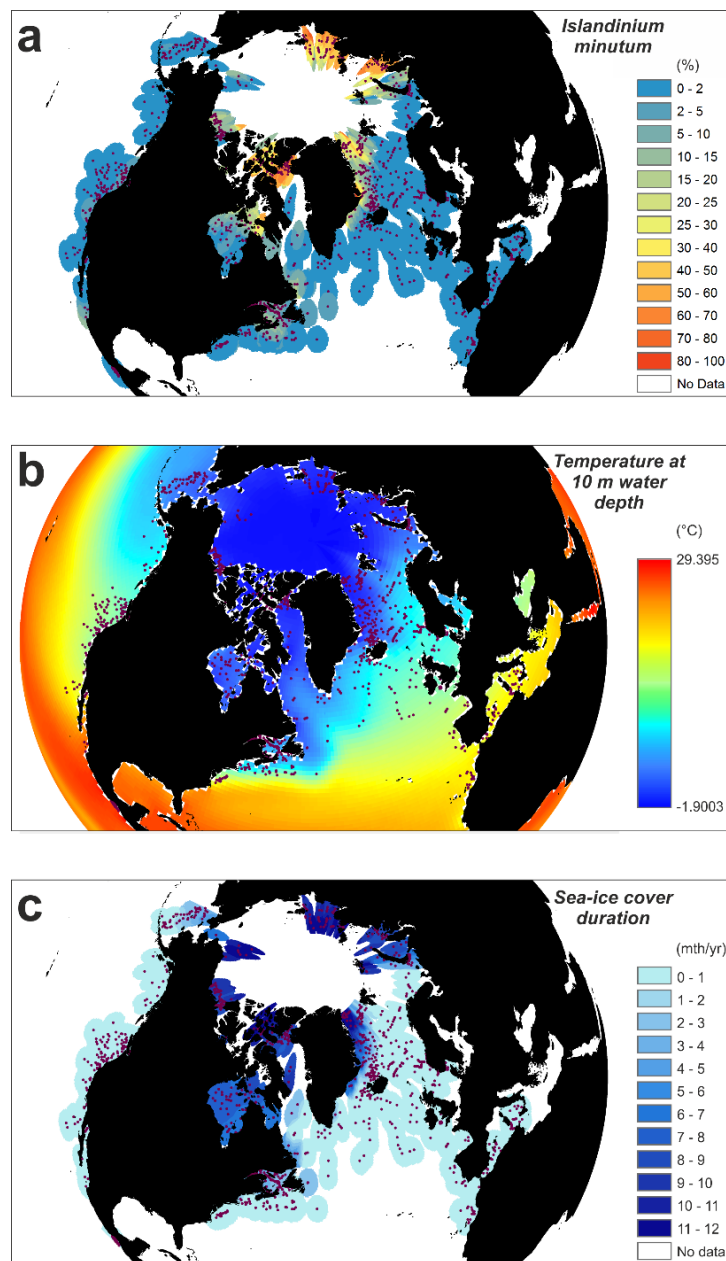 a
Islandinium
minutum
(%)
0 - 2
2 - 5
5 - 10
10 - 15
15 - 20
20 - 25
25 - 30
30 - 40
40 - 50
50 - 60
60 - 70
70 - 80
80 - 100
No Data
b
Temperature at
10 m water
depth
(°C)
29.395
-1.9003
c
Sea-ice cover
duration
(mth/yr)
0 - 1
1 - 2
2 - 3
3 - 4
4 - 5
5 - 6
6 - 7
7 - 8
8 - 9
9 - 10
10 - 11
11 - 12
No data